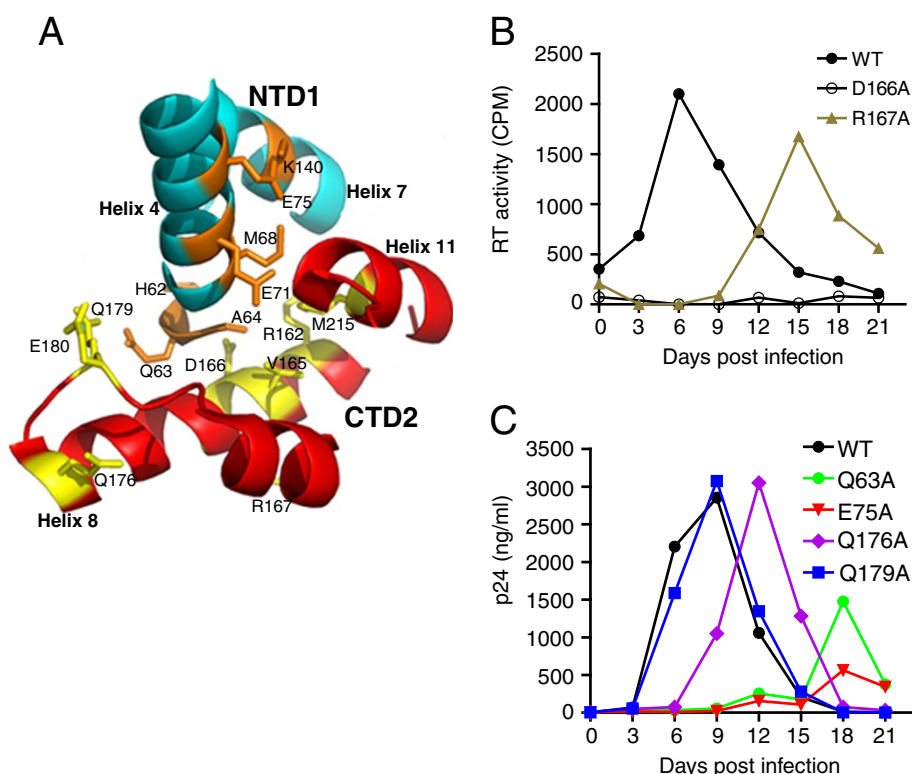 A
NTD1
K140
E75
Helix 7
Helix 4
M68
Helix 11
H62
E71
Q179
A64
M215
R162
E180
Q63
D166
V165
CTD2
Q176
R167
Helix 8
B
WT
D166A
R167A
RT activity (CPM)
2500
2000
1500
1000
500
0
0 3 6 9 12 15 18 21
Days post infection
C
WT
Q63A
E75A
Q176A
Q179A
p24 (ng/ml)
3500
3000
2500
2000
1500
1000
500
0
0 3 6 9 12 15 18 21
Days post infection